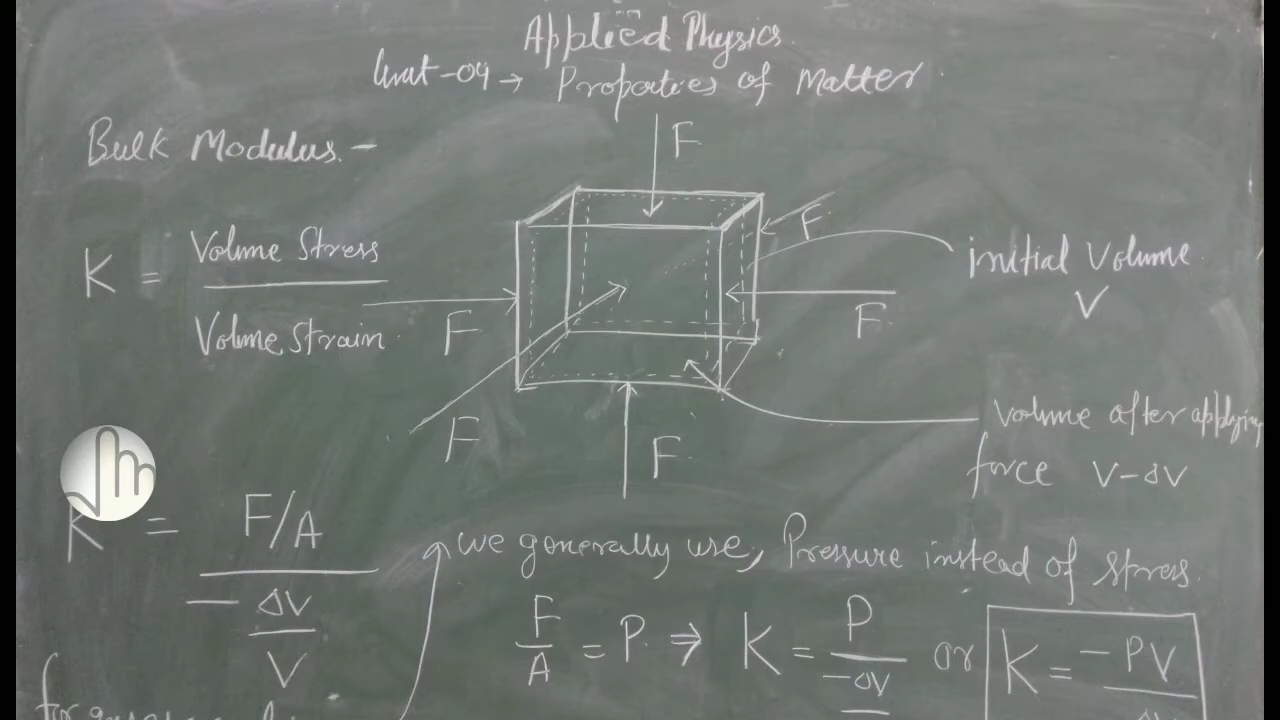 Applied Physics
Unit-04 → Properties of Matter
Bulk Modulus. -
F
F
K = Volume Stress / Volume Strain
initial Volume
V
F
F
F
volume after applying
force V-ΔV
F
K = F/A / - ΔV / V
we generally use, Pressure instead of stress.
F/A = P. ⇒ K = P / -ΔV or K = -PV
for